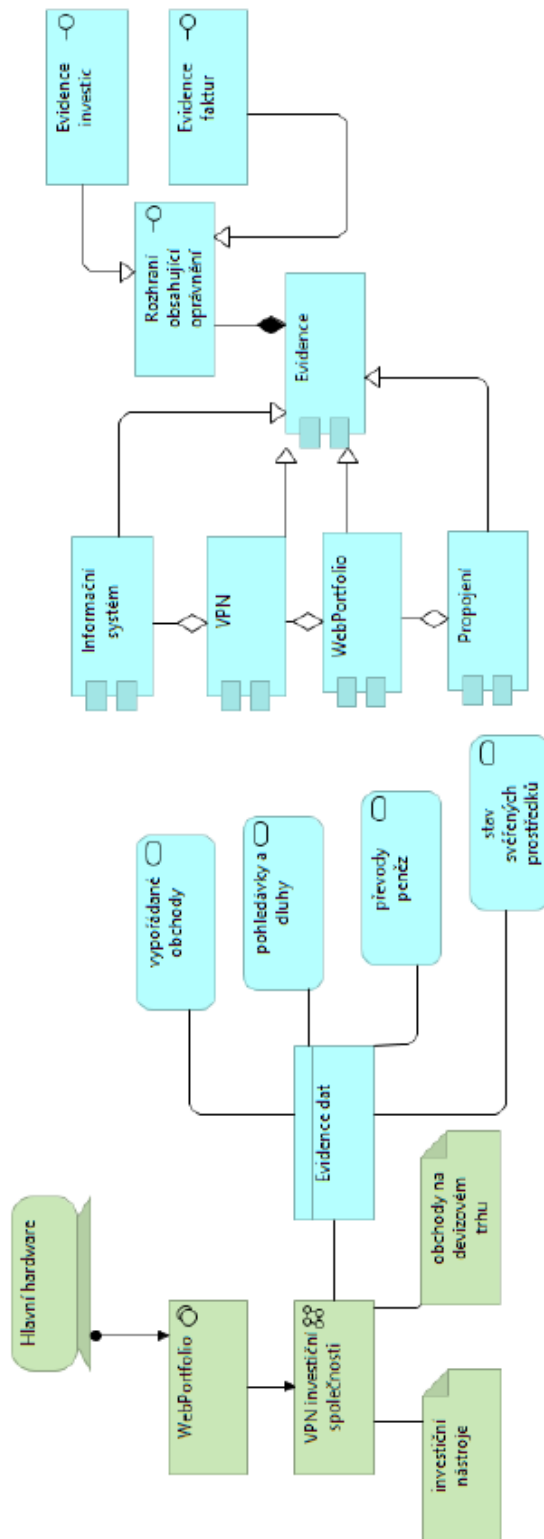 Hlavní hardware
WebPortfolio
VPN investiční
společnosti
investiční
nástroje
obchody na
devizovém
trhu
Evidence dat
vypořádané
obchody
pohledávky a
dluhy
převody
peněz
stav
svěřených
prostředků
Informační
systém
VPN
WebPortfolio
Propojení
Evidence
Rozhraní
obsahující
oprávnění
Evidence
investic
Evidence
faktur